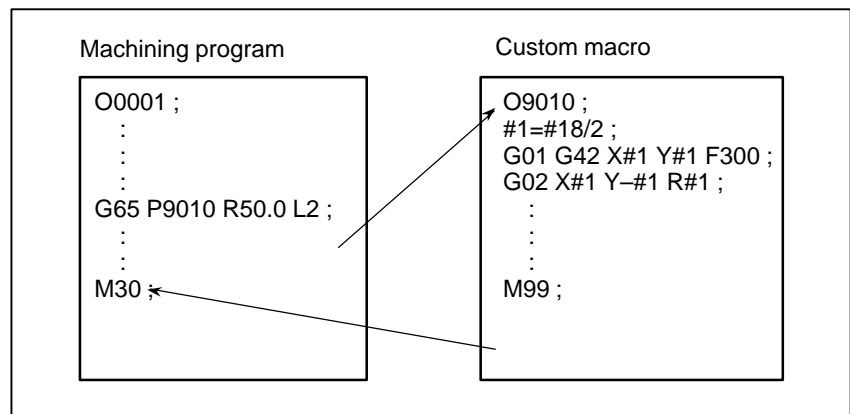 Machining program
O0001 ;
:
:
:
G65 P9010 R50.0 L2 ;
:
:
M30 ;
Custom macro
O9010 ;
#1=#18/2 ;
G01 G42 X#1 Y#1 F300 ;
G02 X#1 Y–#1 R#1 ;
:
:
:
M99 ;